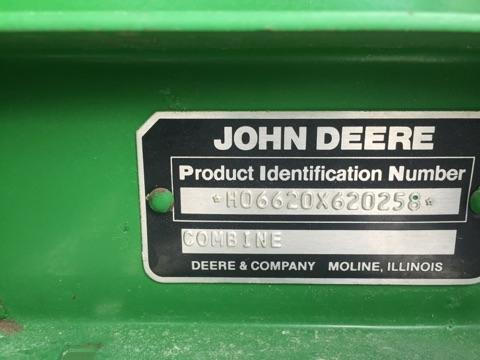 JOHN DEERE
Product Identification Number
*H06620X620258*
COMBINE
DEERE & COMPANY MOLINE, ILLINOIS